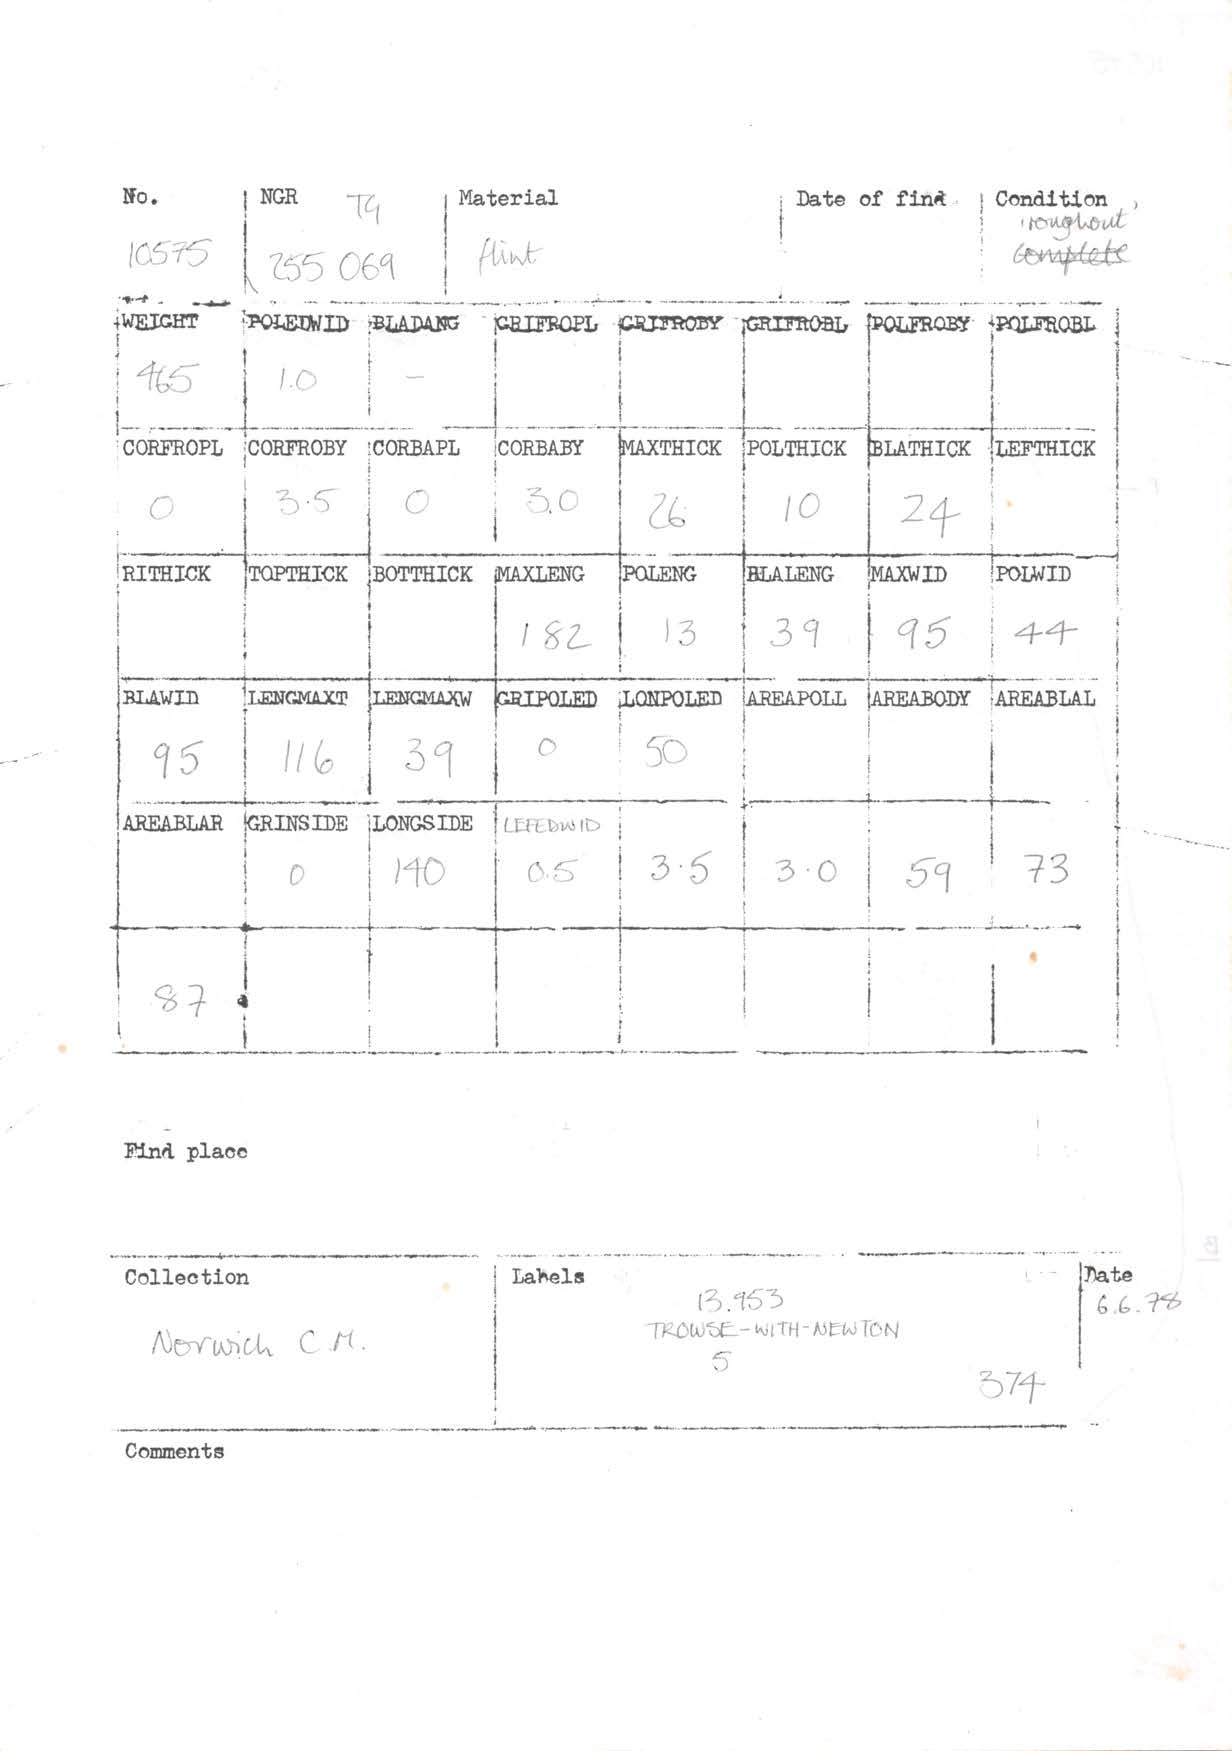 No. NGR TG Material Date of find Condition
roughout
10575 255 069 flint complete
WEIGHT POLEDWID BLADANG GRIFROPL GRIFROBY GRIFROBL POLFROBY POLFROBL
465 1.0 -
CORFROPL CORFROBY CORBAPL CORBABY MAXTHICK POLTHICK BLATHICK LEFTHICK
0 3.5 0 3.0 26 10 24
RITHICK TOPTHICK BOTTHICK MAXLENG POLENG BLALENG MAXWID POLWID
182 13 39 95 44
BLAWID LENGMAXT LENGMAXW GRIPOLED LONPOLED AREAPOLL AREABODY AREABLAL
95 116 39 0 50
AREABLAR GRINSIDE LONGSIDE LEFEDWID
0 140 0.5 3.5 3.0 59 73
87
Find place
Collection Labels Date
13.953 6.6.78
TROWSE-WITH-NEWTON
Norwich C.M. 5
374
Comments